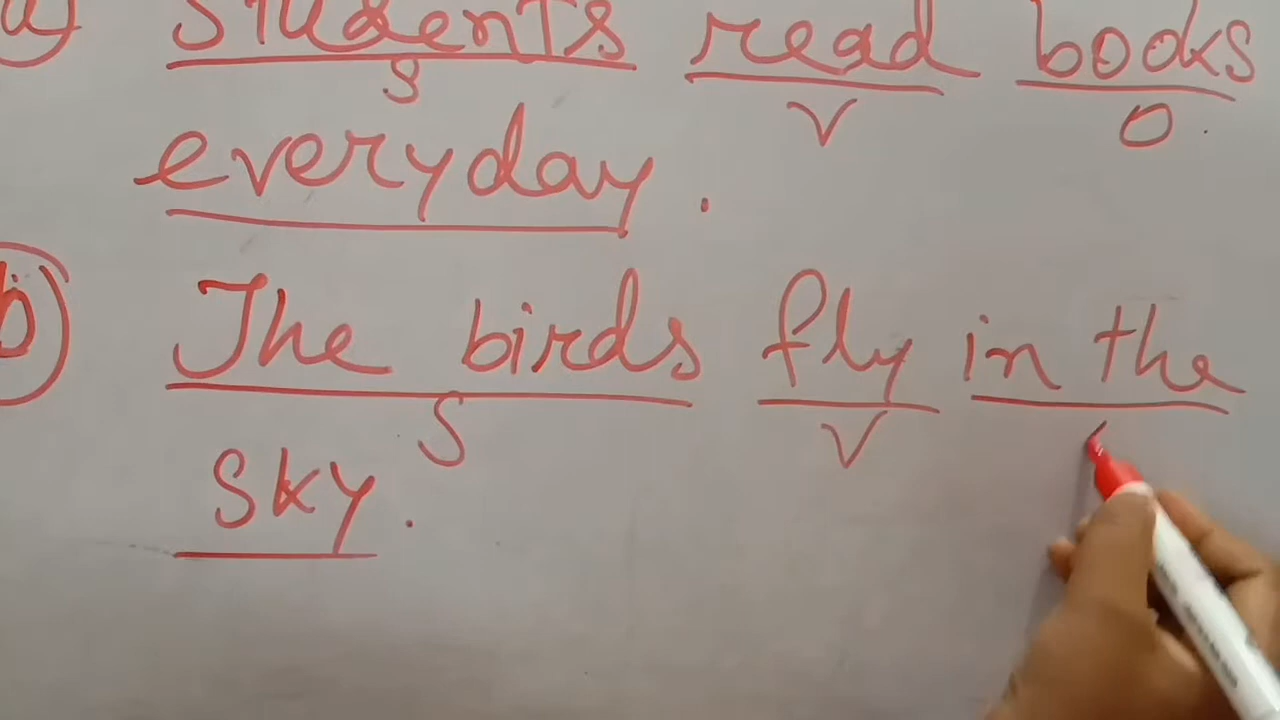 a) Students read books
S V O
everyday.
b) The birds fly in the
S V
sky.